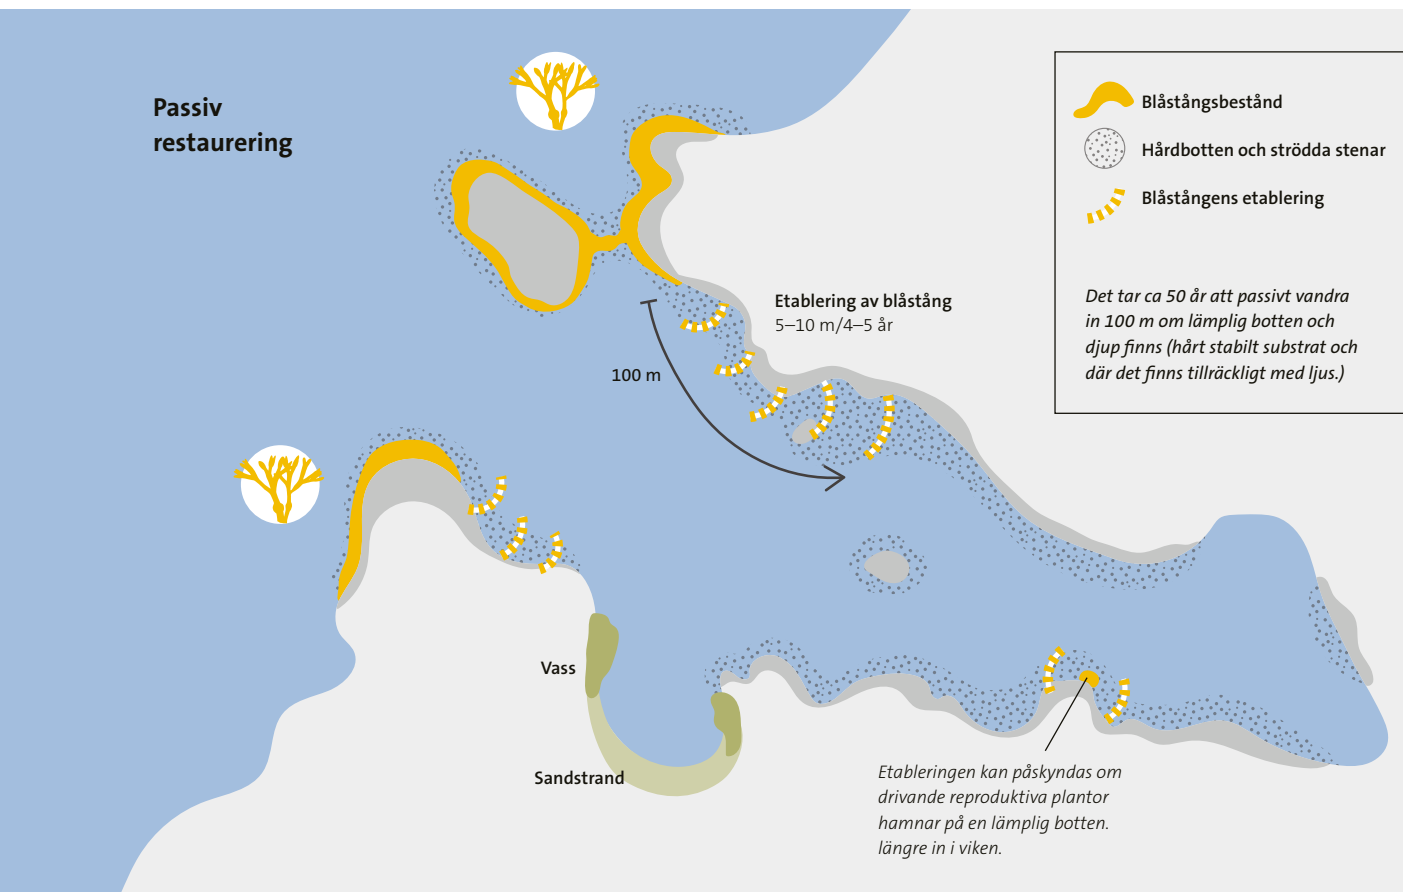 Passiv
restaurering
Blåstångsbestånd
Hårdbotten och strödda stenar
Blåstångens etablering
Det tar ca 50 år att passivt vandra
in 100 m om lämplig botten och
djup finns (hårt stabilt substrat och
där det finns tillräckligt med ljus.)
Etablering av blåstång
5–10 m/4–5 år
100 m
Vass
Sandstrand
Etableringen kan påskyndas om
drivande reproduktiva plantor
hamnar på en lämplig botten.
längre in i viken.